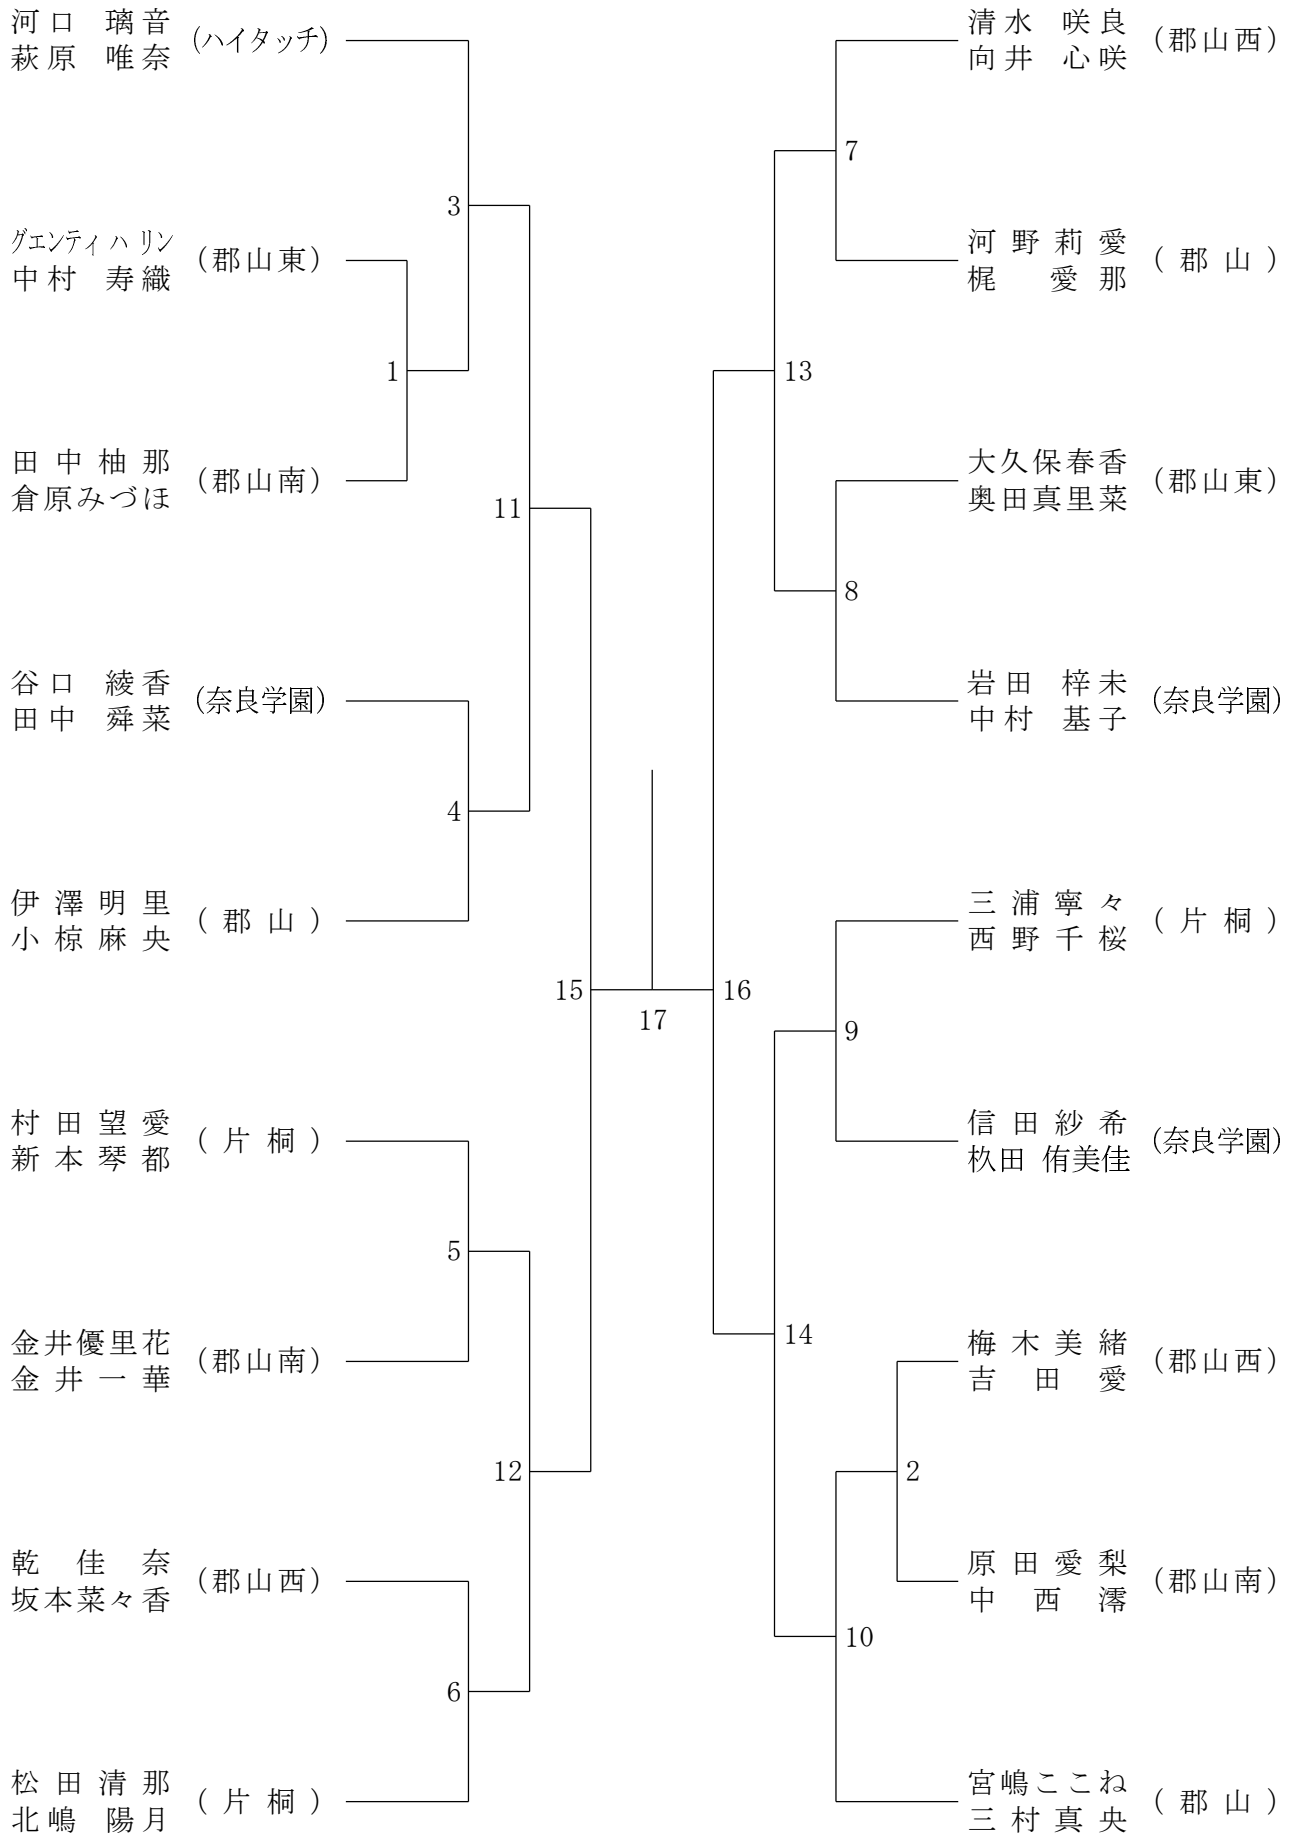 河口 璃音
萩原 唯奈
(ハイタッチ)
グエンティ ハ リン
中村 寿織
(郡山東)
田中柚那
倉原みづほ
(郡山南)
谷口 綾香
田中 舜菜
(奈良学園)
伊澤明里
小椋麻央
(郡山)
村田望愛
新本琴都
(片桐)
金井優里花
金井一華
(郡山南)
乾 佳奈
坂本菜々香
(郡山西)
松田清那
北嶋 陽月
(片桐)
1
3
4
5
6
11
12
15
17
16
13
14
7
8
9
10
2
清水 咲良
向井 心咲
(郡山西)
河野莉愛
梶 愛那
(郡山)
大久保春香
奥田真里菜
(郡山東)
岩田 梓未
中村 基子
(奈良学園)
三浦寧々
西野千桜
(片桐)
信田紗希
杦田 侑美佳
(奈良学園)
梅木美緒
吉田愛
(郡山西)
原田愛梨
中西澪
(郡山南)
宮嶋ここね
三村真央
(郡山)